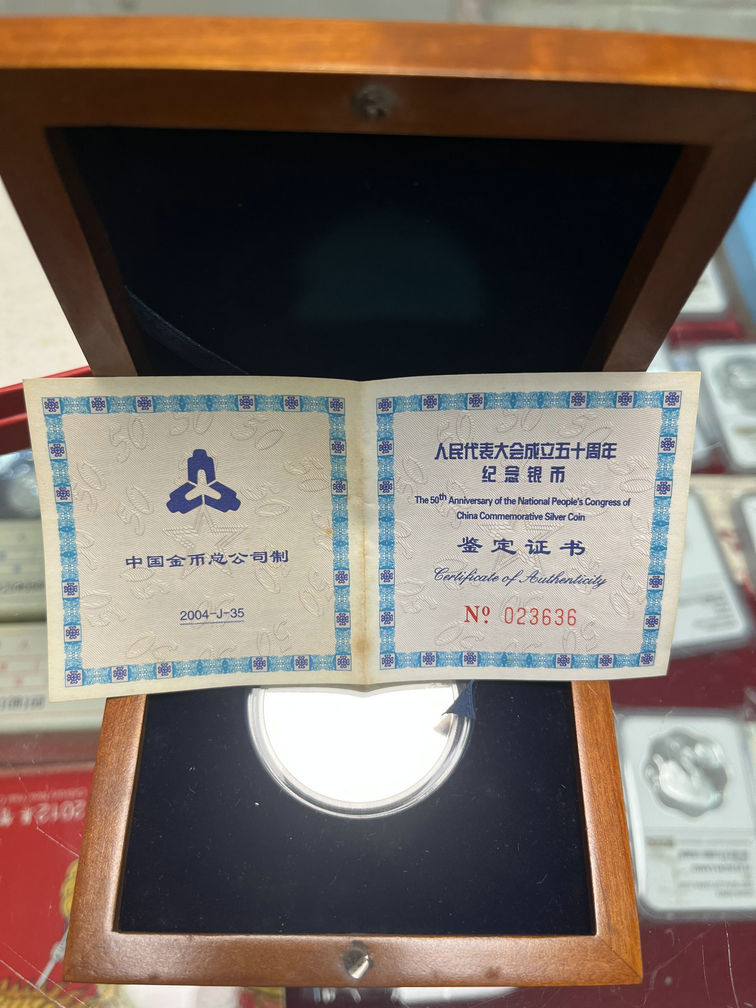 中国金币总公司制
2004-J-35
人民代表大会成立五十周年
纪念银币
The 50th Anniversary of the National People's Congress of
China Commemorative Silver Coin
鉴定证书
Certificate of Authenticity
Nº 023636
50
2012